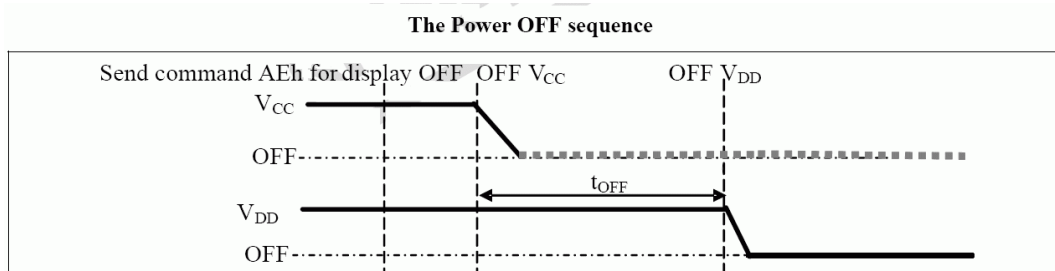 The Power OFF sequence
Send command AEh for display OFF OFF VCC OFF VDD
VCC
OFF
tOFF
VDD
OFF